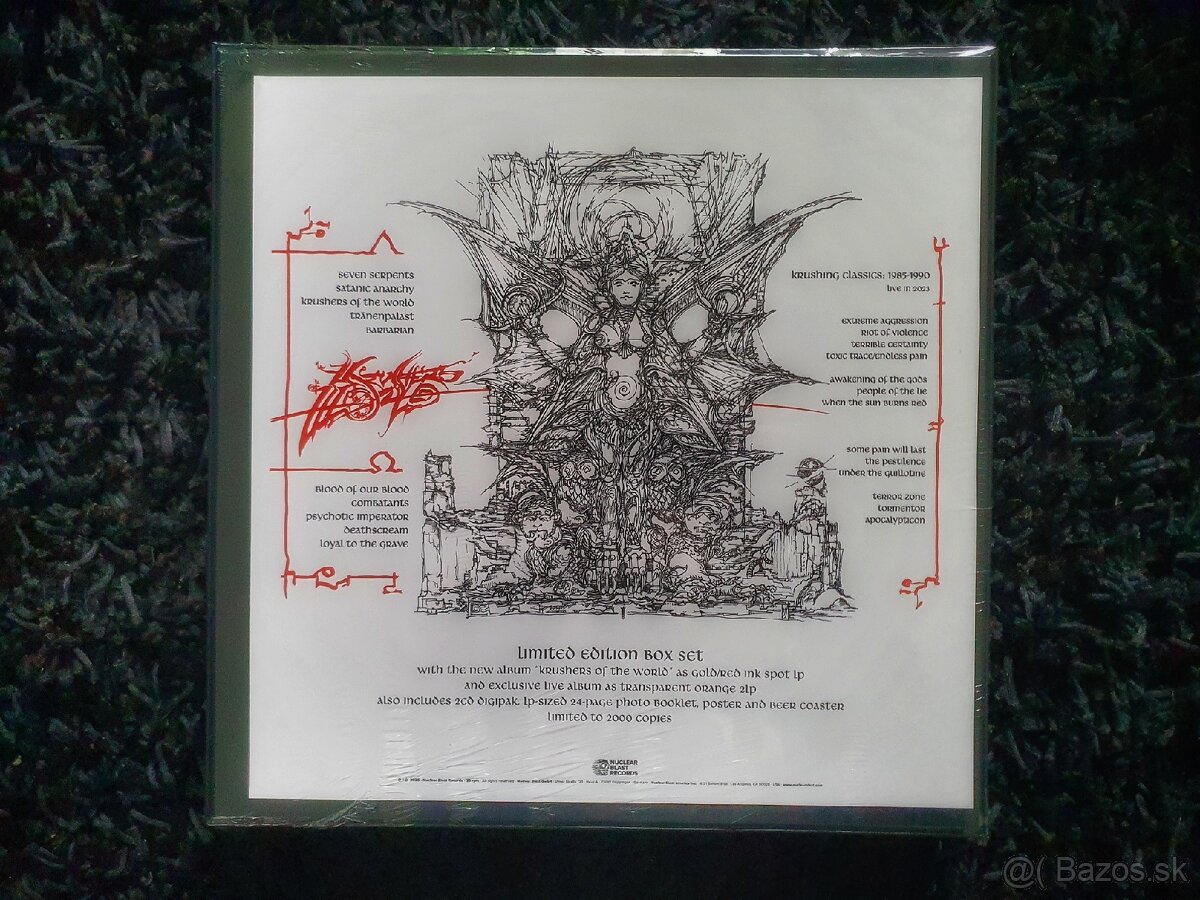 seven serpents
satanic anarchy
krushers of the world
tränenpalast
barbarian
blood of our blood
combatants
psychotic imperator
deathscream
loyal to the grave
krushing classics: 1985-1990
live in 2023
extreme aggression
riot of violence
terrible certainty
toxic trace/endless pain
awakening of the gods
people of the lie
when the sun burns red
some pain will last
the pestilence
under the guillotine
terror zone
tormentor
apocalypticon
limited edition box set
with the new album "krushers of the world" as gold/red ink spot lp
and exclusive live album as transparent orange 2lp
also includes 2cd digipak, lp-sized 24-page photo booklet, poster and beer coaster
limited to 2000 copies
NUCLEAR
BLAST
RECORDS
@( Bazos.sk